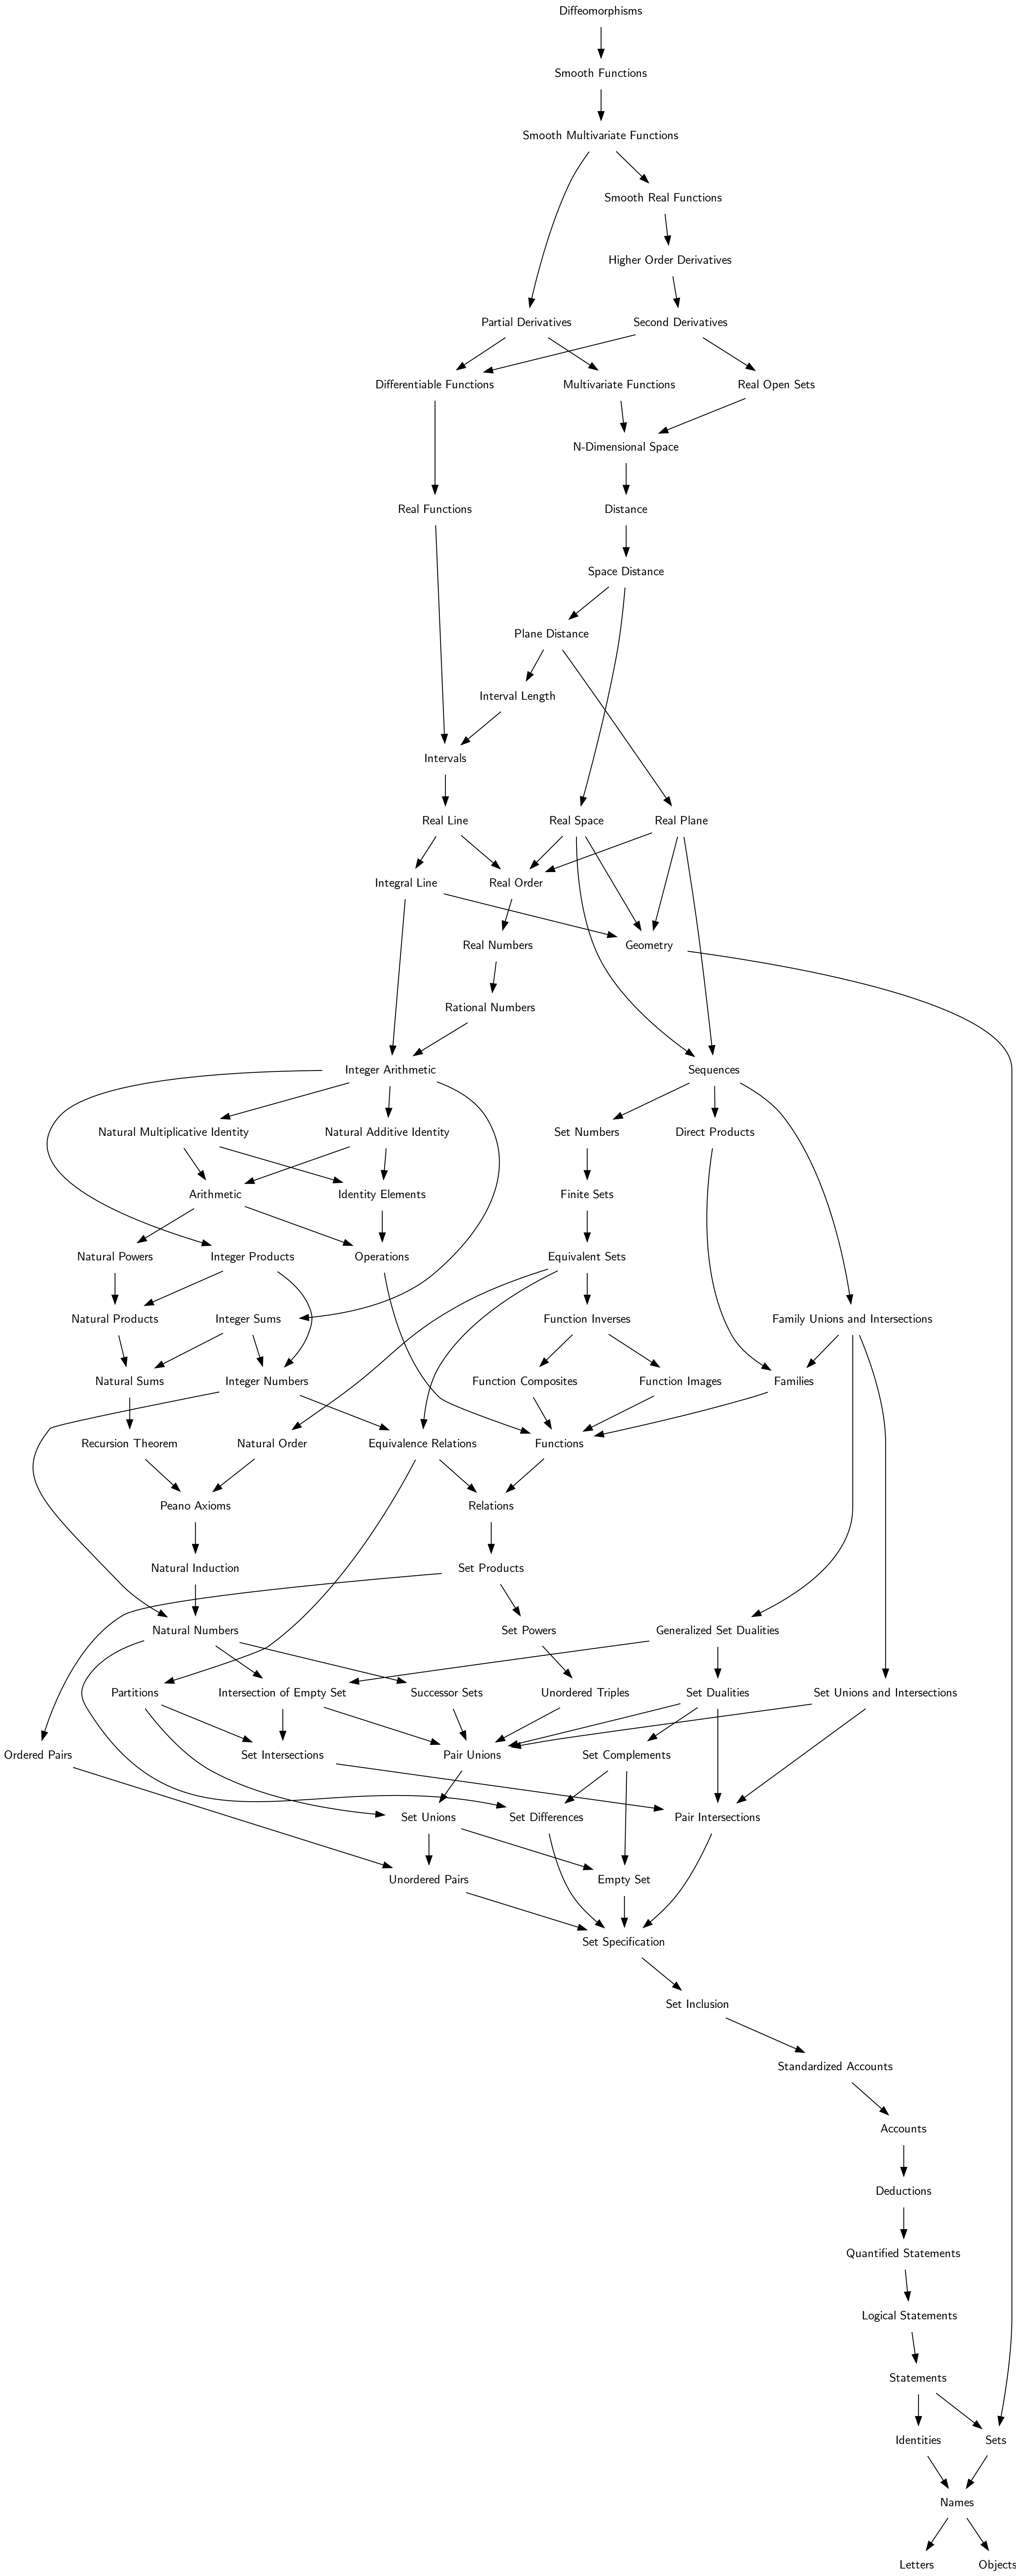 Diffeomorphisms
Smooth Functions
Smooth Multivariate Functions
Smooth Real Functions
Higher Order Derivatives
Partial Derivatives
Second Derivatives
Differentiable Functions
Multivariate Functions
Real Open Sets
N-Dimensional Space
Real Functions
Distance
Space Distance
Plane Distance
Interval Length
Intervals
Real Line
Real Space
Real Plane
Integral Line
Real Order
Real Numbers
Geometry
Rational Numbers
Integer Arithmetic
Sequences
Natural Multiplicative Identity
Natural Additive Identity
Set Numbers
Direct Products
Arithmetic
Identity Elements
Finite Sets
Natural Powers
Integer Products
Operations
Equivalent Sets
Natural Products
Integer Sums
Function Inverses
Family Unions and Intersections
Natural Sums
Integer Numbers
Function Composites
Function Images
Families
Recursion Theorem
Natural Order
Equivalence Relations
Functions
Peano Axioms
Relations
Natural Induction
Set Products
Natural Numbers
Set Powers
Generalized Set Dualities
Partitions
Intersection of Empty Set
Successor Sets
Unordered Triples
Set Dualities
Set Unions and Intersections
Ordered Pairs
Set Intersections
Pair Unions
Set Complements
Set Unions
Set Differences
Pair Intersections
Unordered Pairs
Empty Set
Set Specification
Set Inclusion
Standardized Accounts
Accounts
Deductions
Quantified Statements
Logical Statements
Statements
Identities
Sets
Names
Letters
Objects